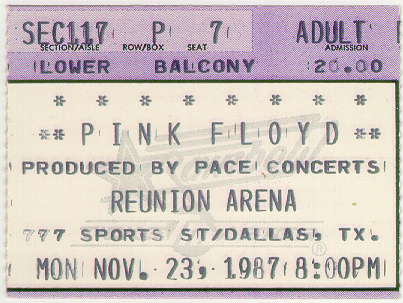 SEC117 P 7 ADULT
SECTION/AISLE ROW/BOX SEAT ADMISSION
LOWER BALCONY 20.00
* * * * * * * * *
** PINK FLOYD **
PRODUCED BY PACE CONCERTS
REUNION ARENA
777 SPORTS ST/DALLAS, TX.
®
MON NOV. 23, 1987 8:00PM